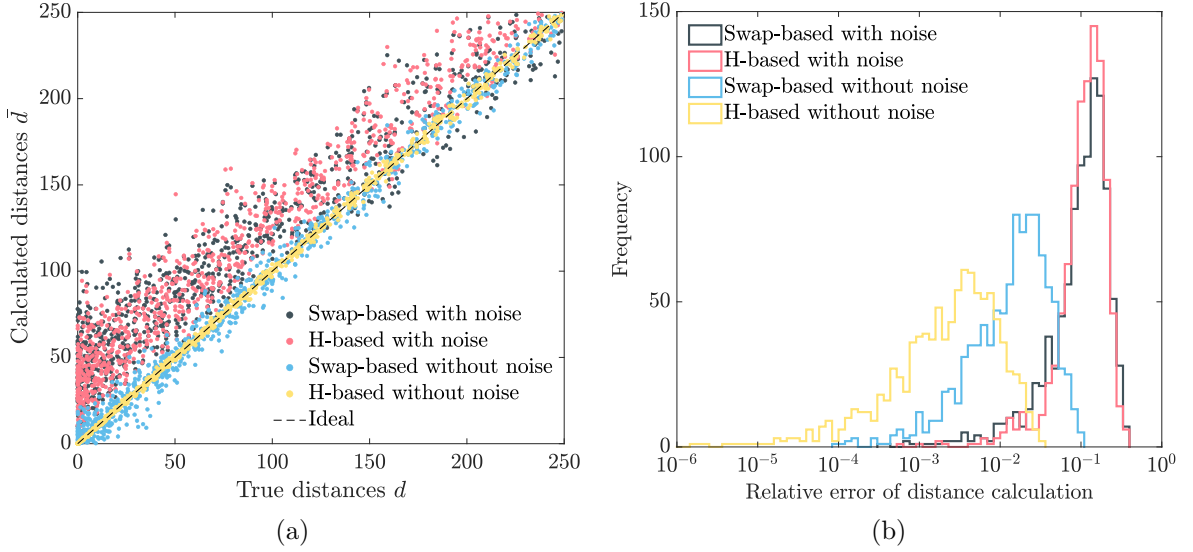 250
200
150
100
50
0
Calculated distances d̄
Swap-based with noise
H-based with noise
Swap-based without noise
H-based without noise
Ideal
0 50 100 150 200 250
True distances d
(a)
150
100
50
0
Frequency
Swap-based with noise
H-based with noise
Swap-based without noise
H-based without noise
10⁻⁶ 10⁻⁵ 10⁻⁴ 10⁻³ 10⁻² 10⁻¹ 10⁰
Relative error of distance calculation
(b)